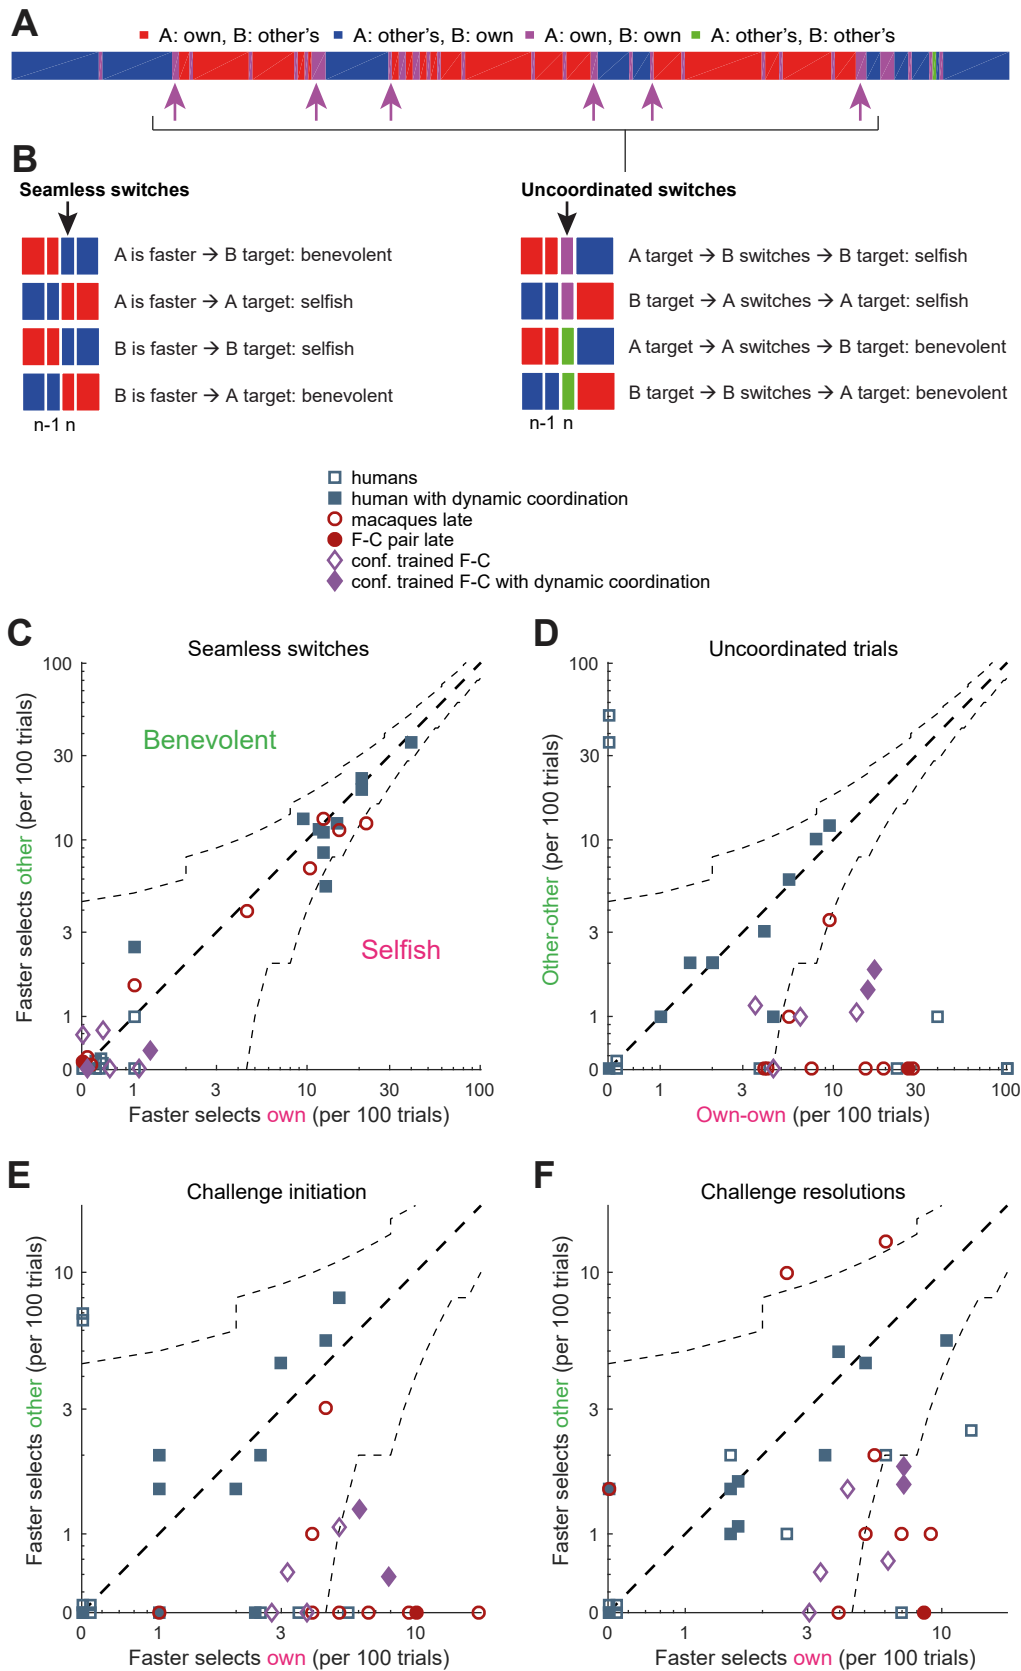 A
A: own, B: other's A: other's, B: own A: own, B: own A: other's, B: other's
B
Seamless switches
A is faster → B target: benevolent
A is faster → A target: selfish
B is faster → B target: selfish
B is faster → A target: benevolent
n-1 n
Uncoordinated switches
A target → B switches → B target: selfish
B target → A switches → A target: selfish
A target → A switches → B target: benevolent
B target → B switches → A target: benevolent
n-1 n
humans
human with dynamic coordination
macaques late
F-C pair late
conf. trained F-C
conf. trained F-C with dynamic coordination
C
Seamless switches
Benevolent
Selfish
Faster selects other (per 100 trials)
100
30
10
3
1
0
0 1 3 10 30 100
Faster selects own (per 100 trials)
D
Uncoordinated trials
Other-other (per 100 trials)
100
30
10
3
1
0
0 1 3 10 30 100
Own-own (per 100 trials)
E
Challenge initiation
Faster selects other (per 100 trials)
10
3
1
0
0 1 3 10
Faster selects own (per 100 trials)
F
Challenge resolutions
Faster selects other (per 100 trials)
10
3
1
0
0 1 3 10
Faster selects own (per 100 trials)